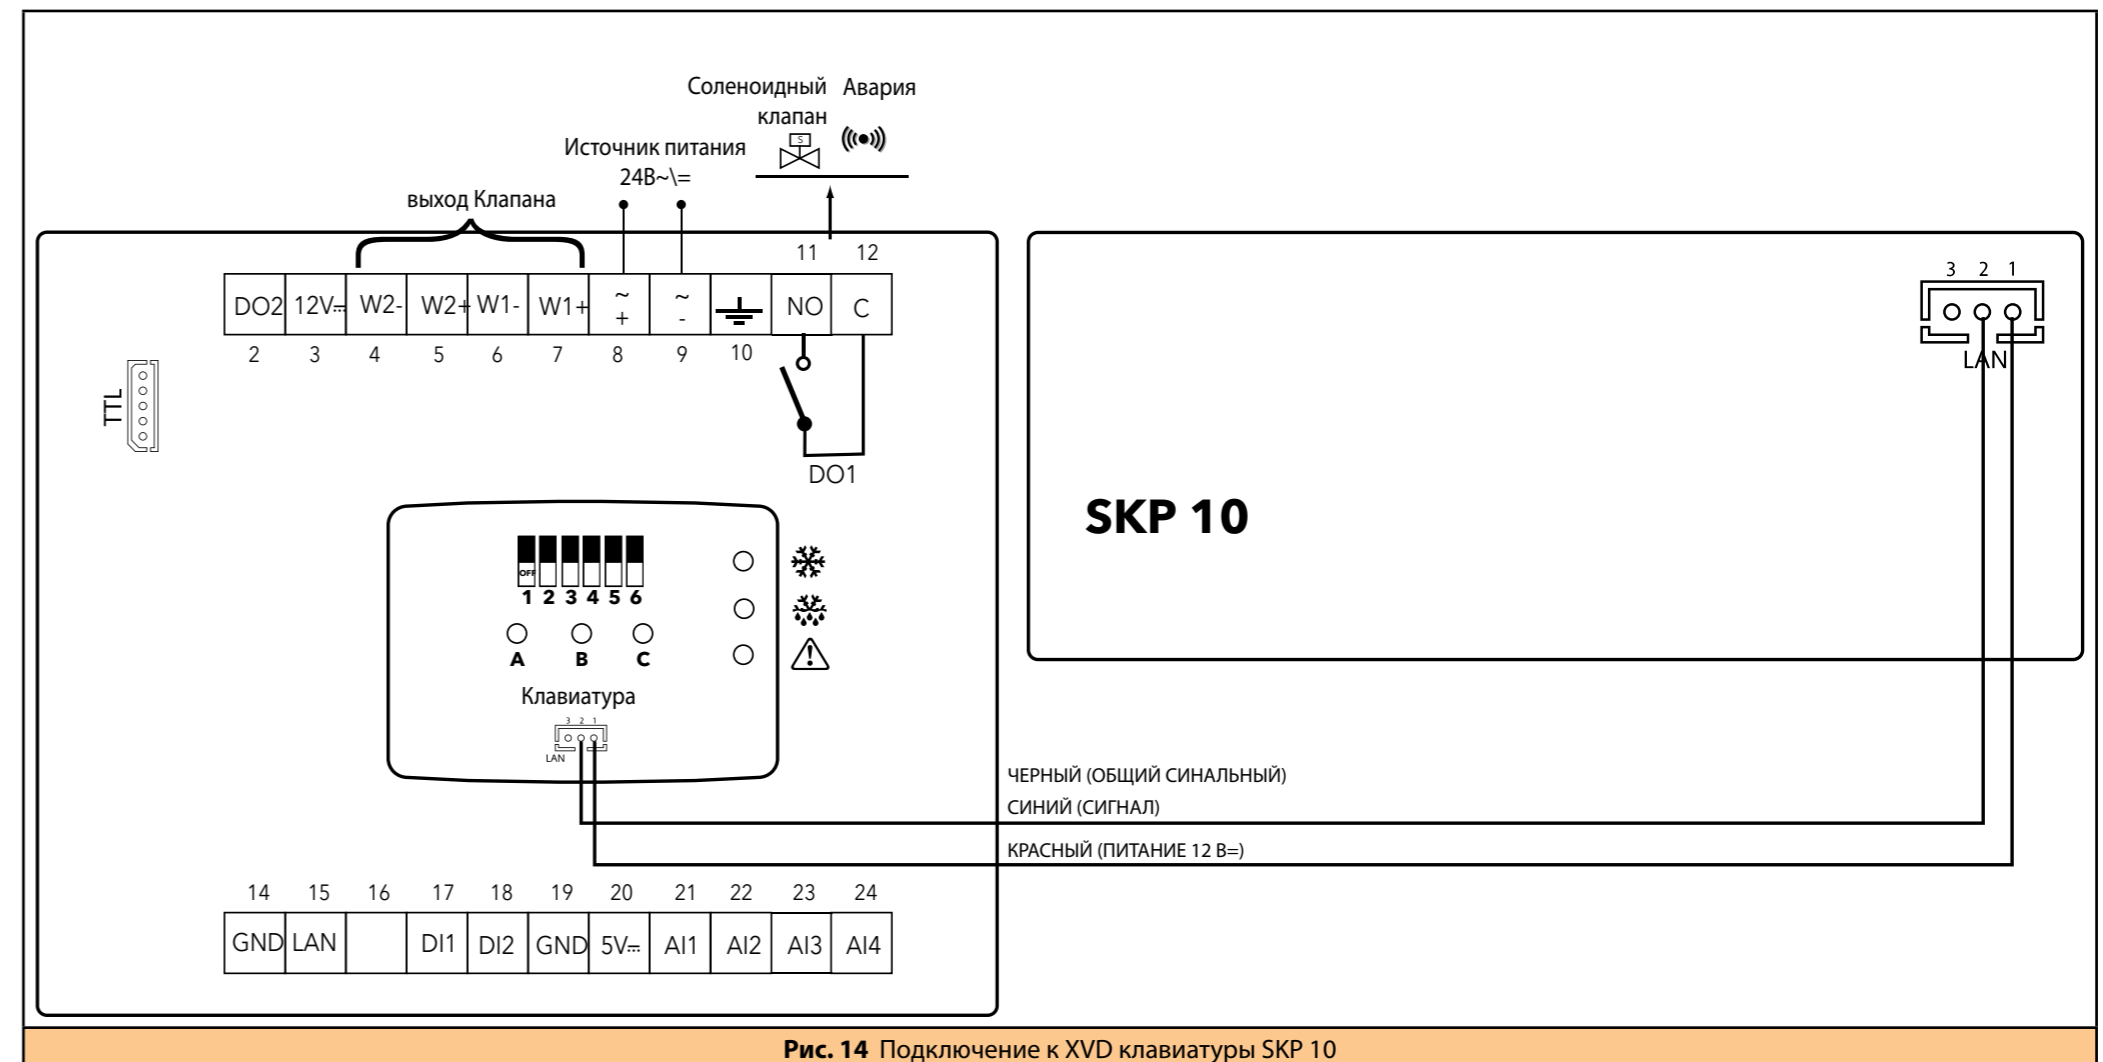 Соленоидный Авария
клапан
S
Источник питания
24В~\=
выход Клапана
11 12
DO2 12V⎓ W2- W2+ W1- W1+ ~ + ~ - NO C
2 3 4 5 6 7 8 9 10
TTL
DO1
OFF
1 2 3 4 5 6
A B C
Клавиатура
3 2 1
LAN
3 2 1
LAN
SKP 10
ЧЕРНЫЙ (ОБЩИЙ СИНАЛЬНЫЙ)
СИНИЙ (СИГНАЛ)
КРАСНЫЙ (ПИТАНИЕ 12 В=)
14 15 16 17 18 19 20 21 22 23 24
GND LAN DI1 DI2 GND 5V⎓ AI1 AI2 AI3 AI4
Рис. 14 Подключение к XVD клавиатуры SKP 10